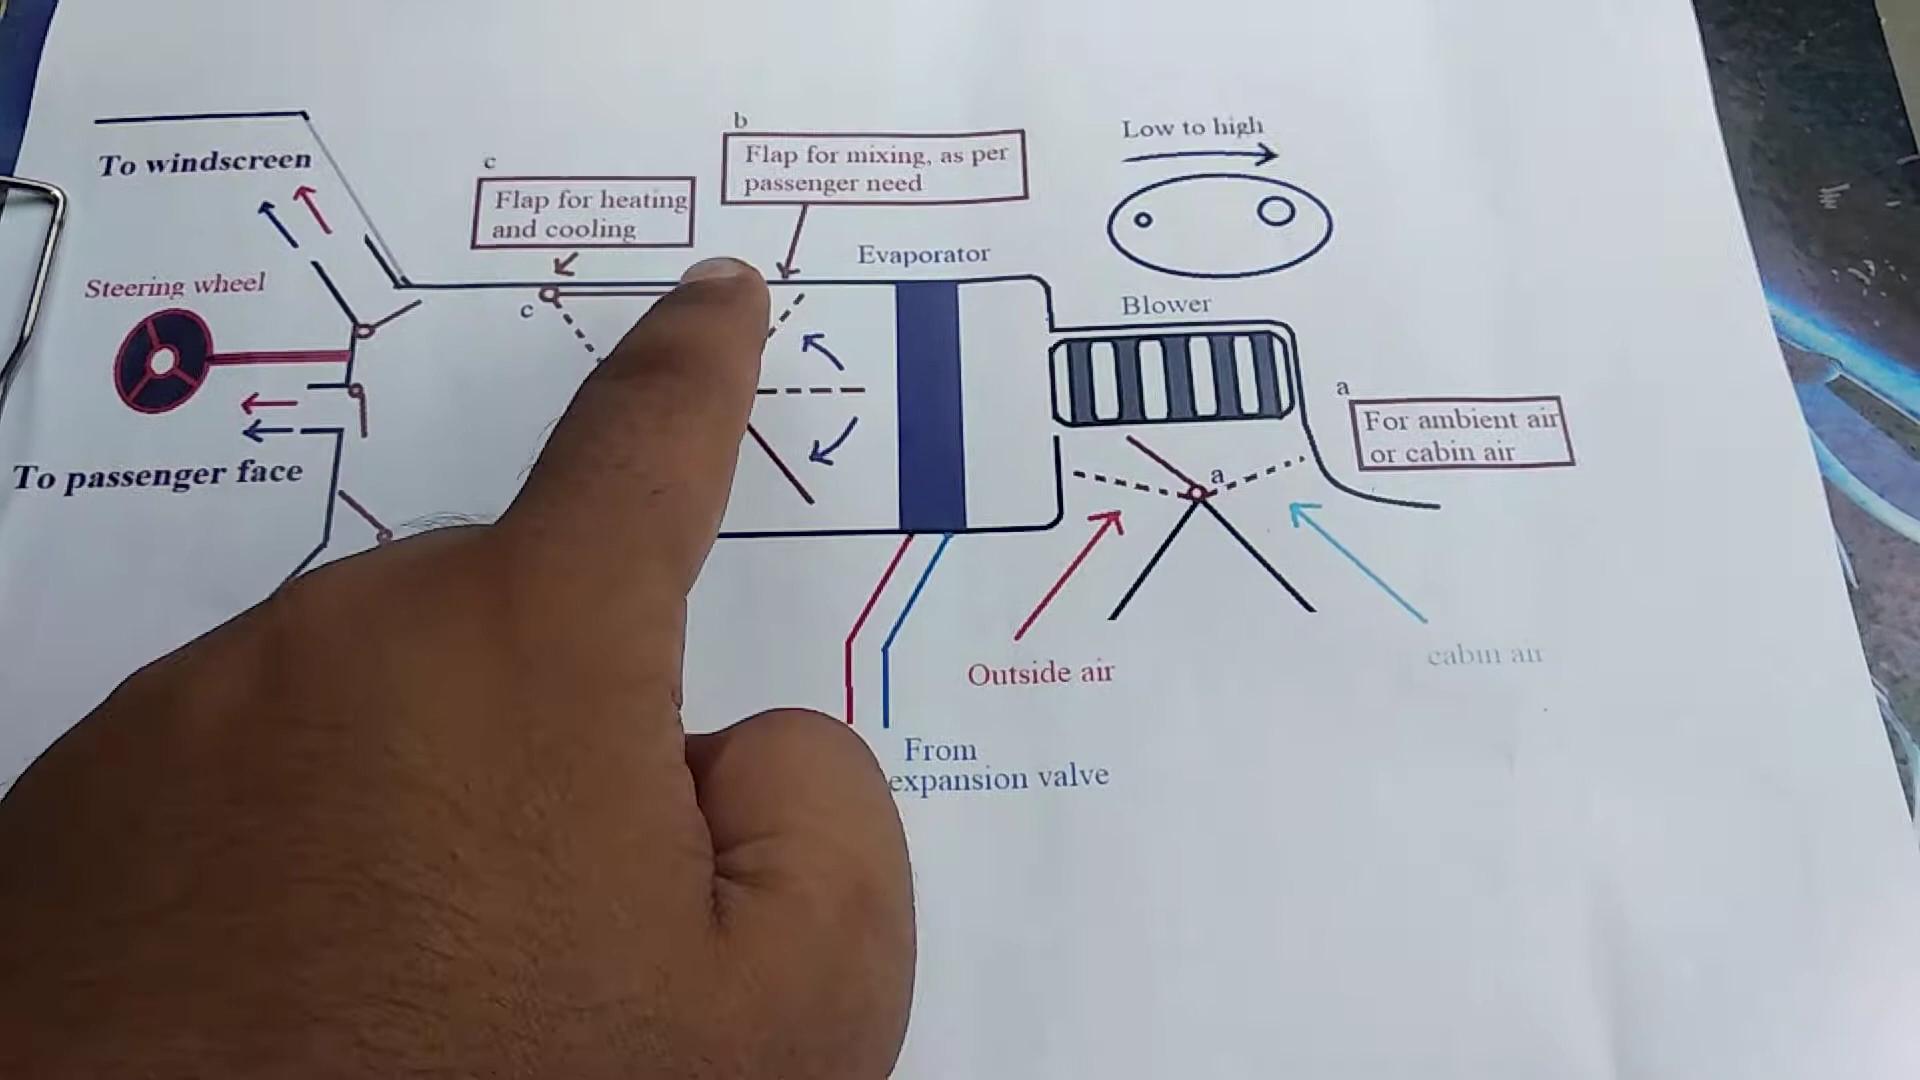 b
Low to high
To windscreen
c
Flap for mixing, as per
passenger need
Flap for heating
and cooling
Evaporator
Steering wheel
c
Blower
a
For ambient air
or cabin air
To passenger face
a
Outside air
cabin air
From
expansion valve